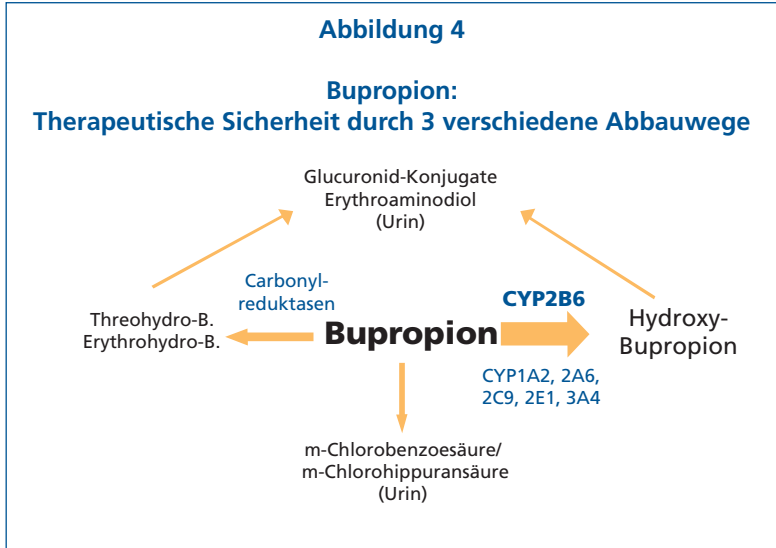 Abbildung 4
Bupropion:
Therapeutische Sicherheit durch 3 verschiedene Abbauwege
Glucuronid-Konjugate
Erythroaminodiol
(Urin)
Carbonyl-
reduktasen
CYP2B6
Threohydro-B.
Erythrohydro-B.
Bupropion
Hydroxy-
Bupropion
CYP1A2, 2A6,
2C9, 2E1, 3A4
m-Chlorobenzoesäure/
m-Chlorohippuransäure
(Urin)